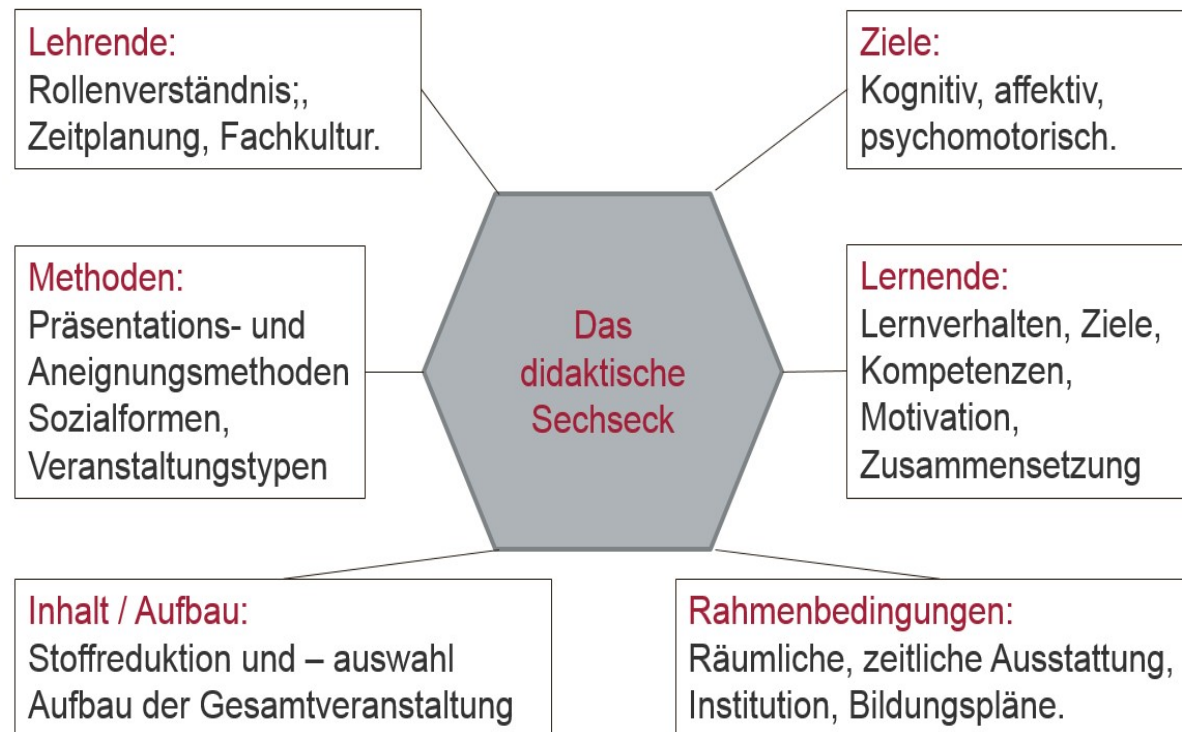 Lehrende:
Rollenverständnis;,
Zeitplanung, Fachkultur.
Ziele:
Kognitiv, affektiv,
psychomotorisch.
Methoden:
Präsentations- und
Aneignungsmethoden
Sozialformen,
Veranstaltungstypen
Das
didaktische
Sechseck
Lernende:
Lernverhalten, Ziele,
Kompetenzen,
Motivation,
Zusammensetzung
Inhalt / Aufbau:
Stoffreduktion und – auswahl
Aufbau der Gesamtveranstaltung
Rahmenbedingungen:
Räumliche, zeitliche Ausstattung,
Institution, Bildungspläne.